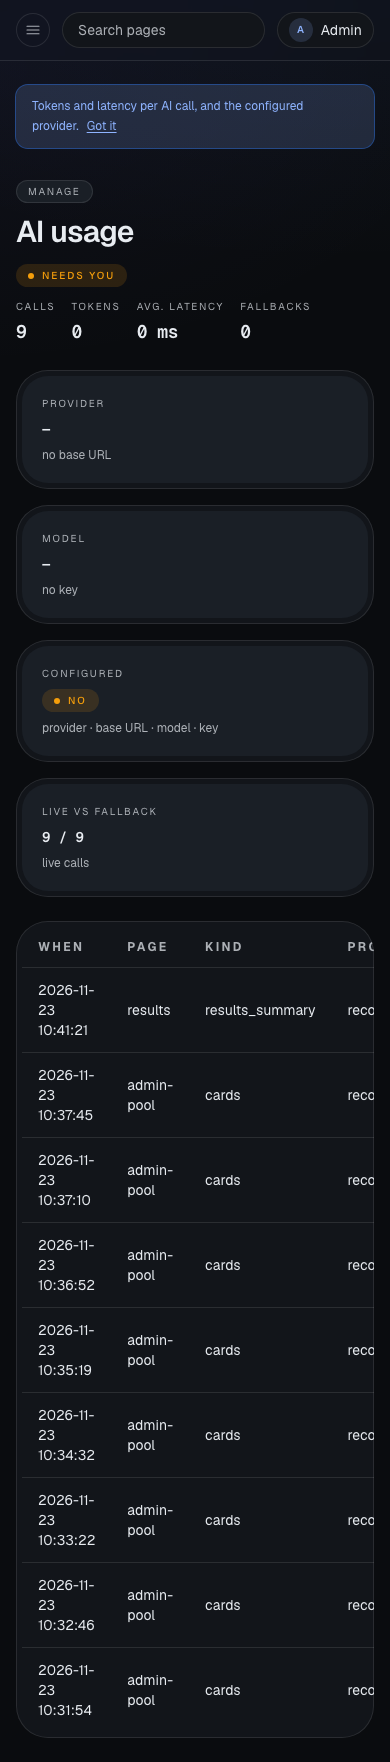 Search pages
A Admin
Tokens and latency per AI call, and the configured
provider. Got it
MANAGE
AI usage
NEEDS YOU
CALLS TOKENS AVG. LATENCY FALLBACKS
9 0 0 ms 0
PROVIDER
–
no base URL
MODEL
–
no key
CONFIGURED
NO
provider · base URL · model · key
LIVE VS FALLBACK
9 / 9
live calls
WHEN PAGE KIND
2026-11-
23
10:41:21
results results_summary
2026-11-
23
10:37:45
admin-
pool
cards
2026-11-
23
10:37:10
admin-
pool
cards
2026-11-
23
10:36:52
admin-
pool
cards
2026-11-
23
10:35:19
admin-
pool
cards
2026-11-
23
10:34:32
admin-
pool
cards
2026-11-
23
10:33:22
admin-
pool
cards
2026-11-
23
10:32:46
admin-
pool
cards
2026-11-
23
10:31:54
admin-
pool
cards